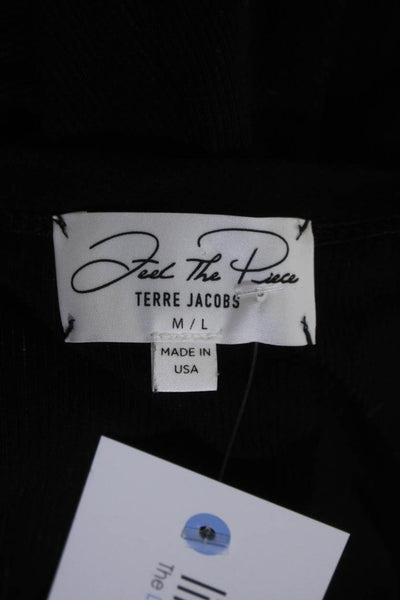 Feel The Piece
TERRE JACOBS
M / L
MADE IN
USA
The